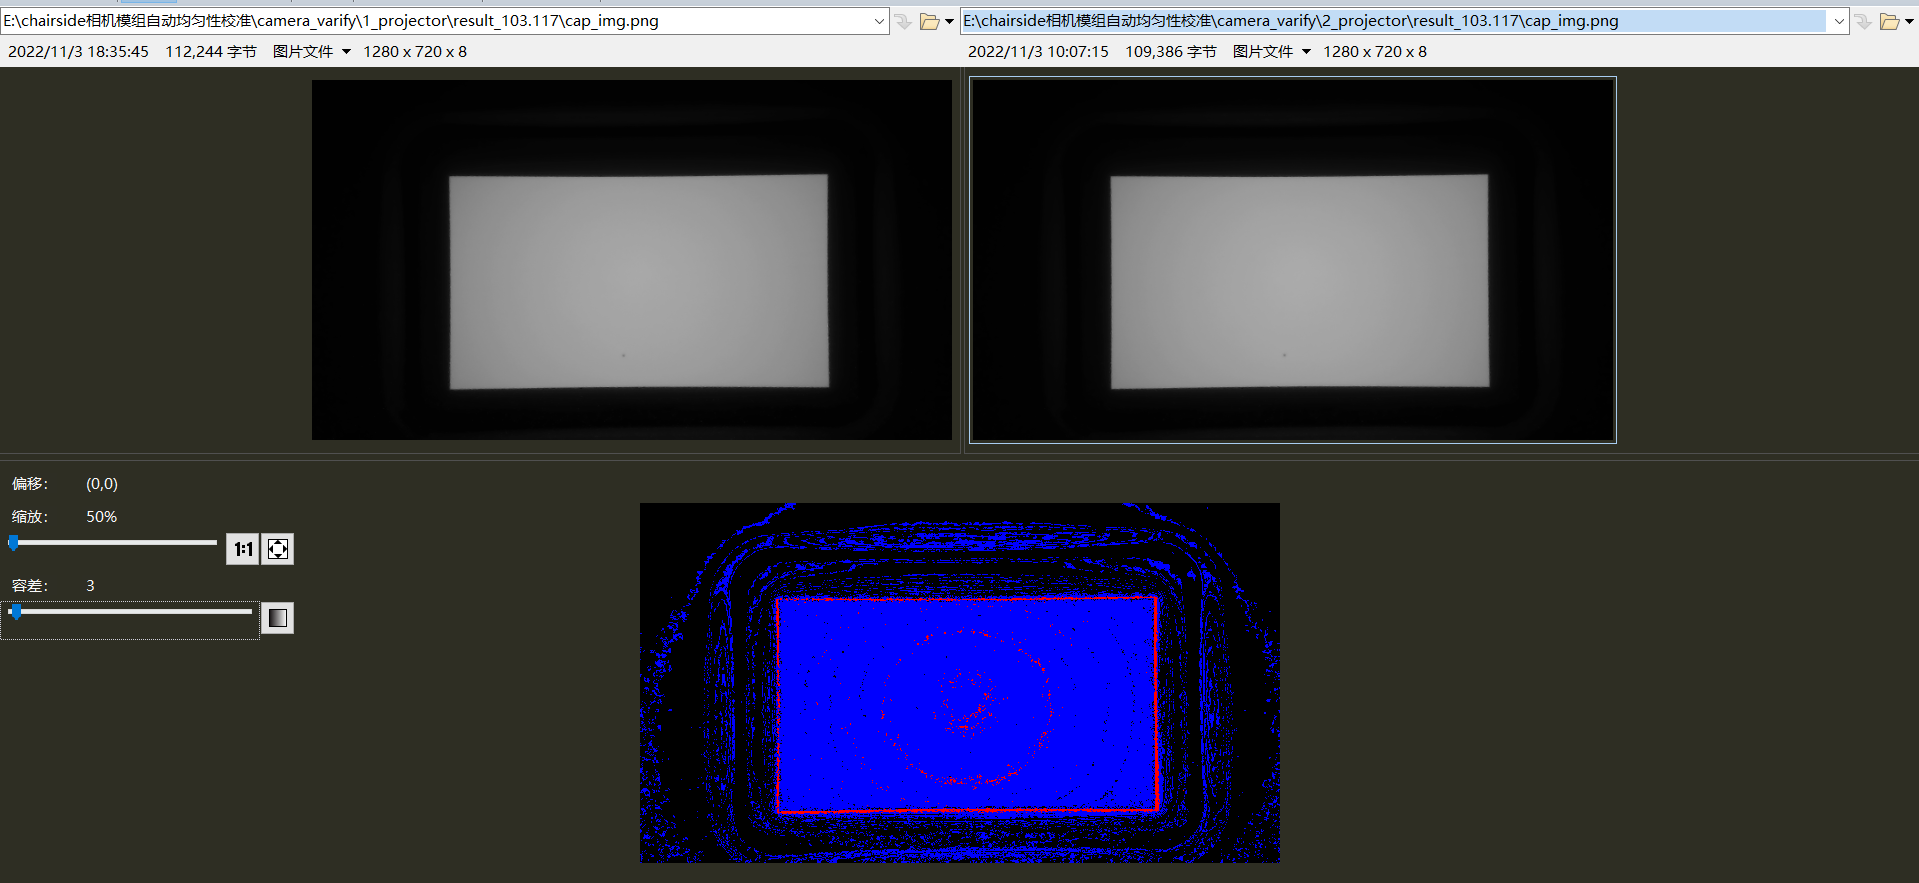 E:\chairside相机模组自动均匀性校准\camera_varify\1_projector\result_103.117\cap_img.png
E:\chairside相机模组自动均匀性校准\camera_varify\2_projector\result_103.117\cap_img.png
2022/11/3 18:35:45 112,244 字节 图片文件 1280 x 720 x 8
2022/11/3 10:07:15 109,386 字节 图片文件 1280 x 720 x 8
偏移: (0,0)
缩放: 50%
1:1
容差: 3